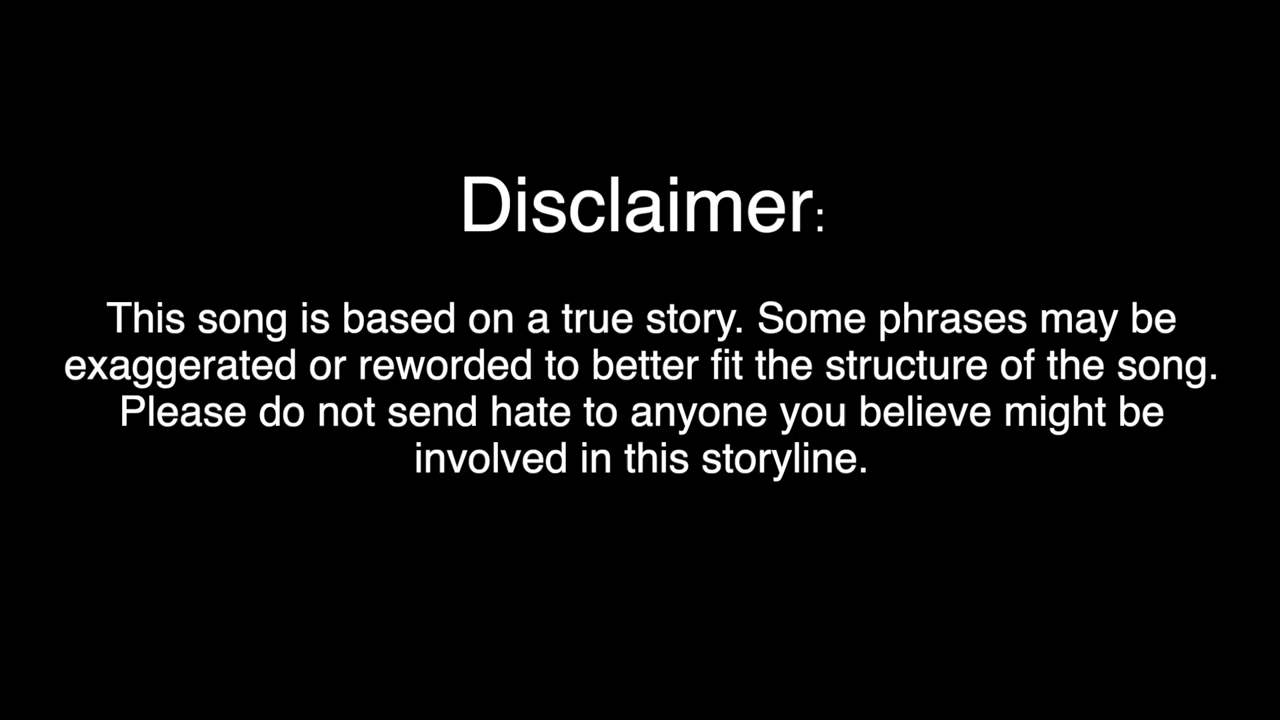 Disclaimer:
This song is based on a true story. Some phrases may be
exaggerated or reworded to better fit the structure of the song.
Please do not send hate to anyone you believe might be
involved in this storyline.